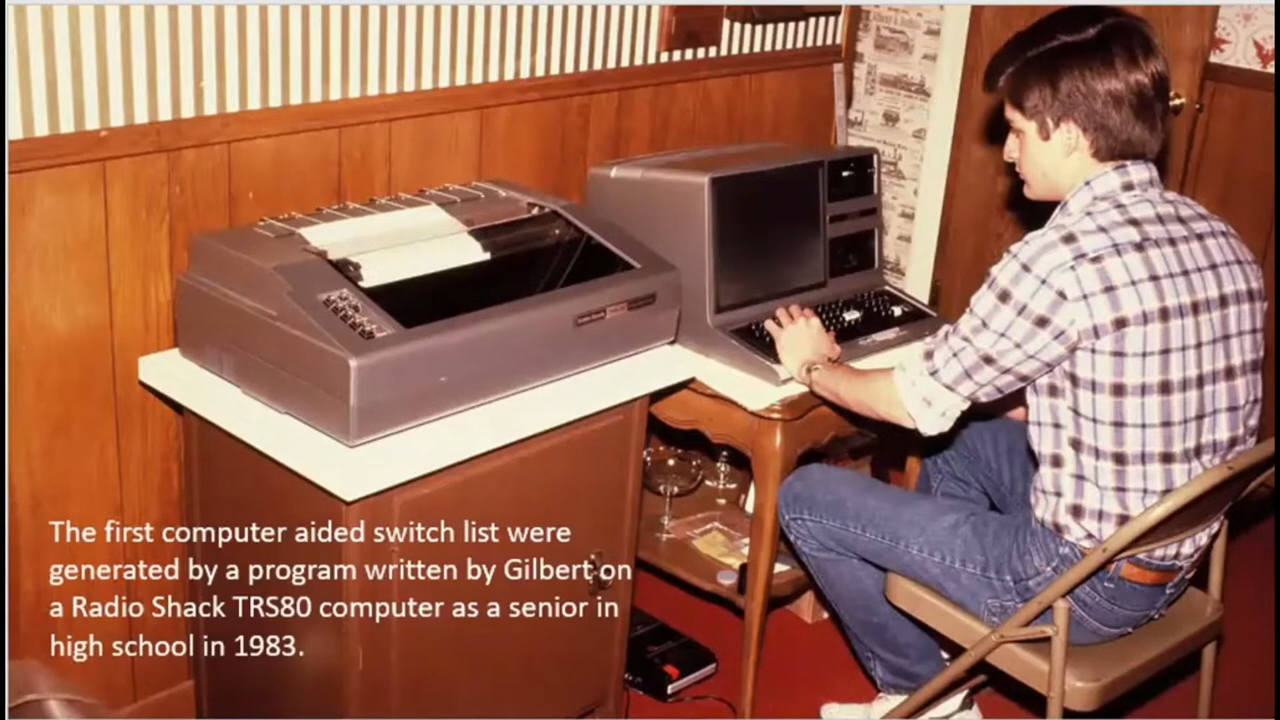 The first computer aided switch list were
generated by a program written by Gilbert on
a Radio Shack TRS80 computer as a senior in
high school in 1983.